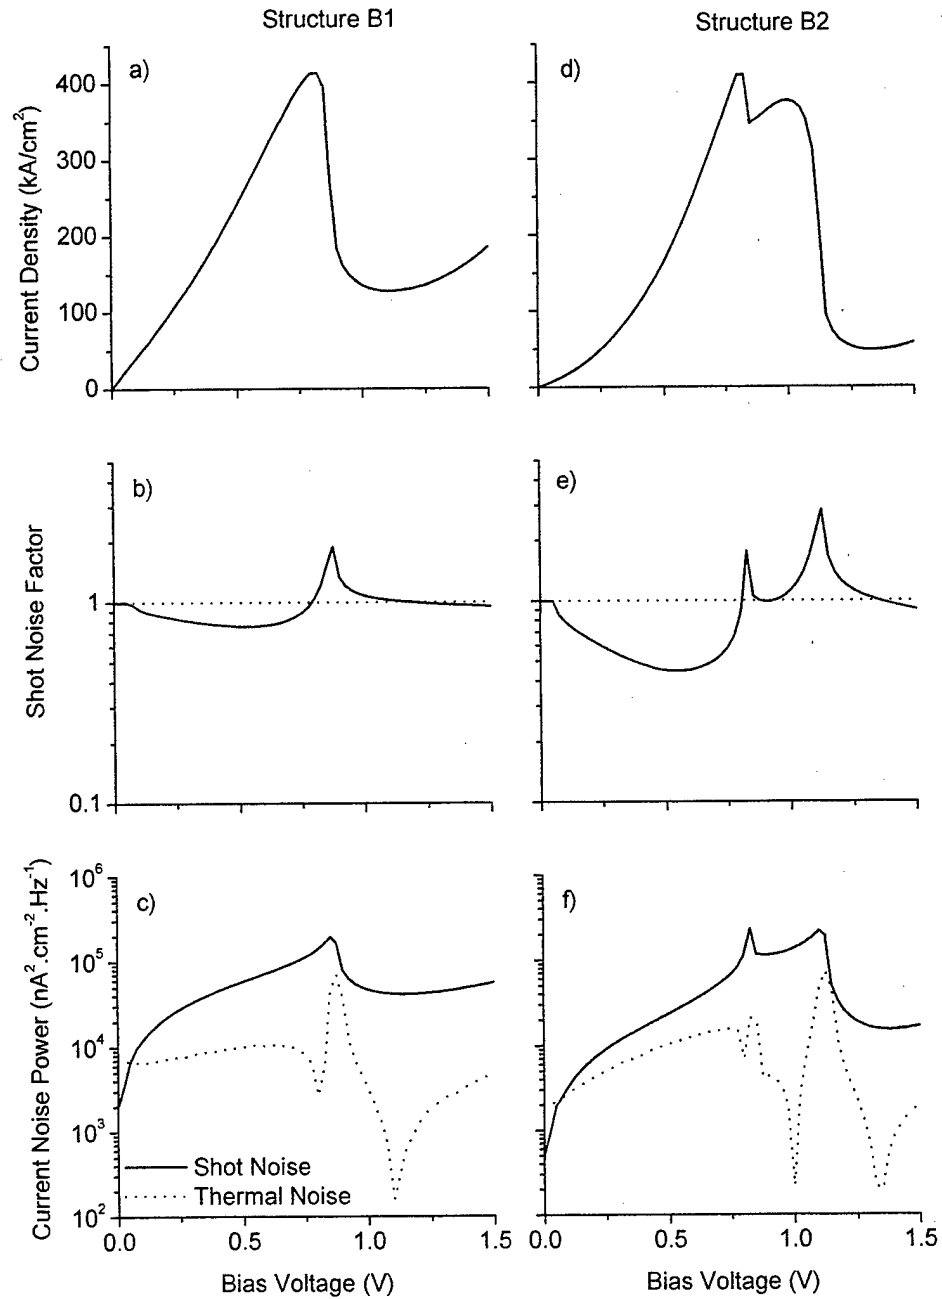 Structure B1
Structure B2
a)
d)
400
300
200
100
0
Current Density (kA/cm²)
b)
e)
1
0.1
Shot Noise Factor
c)
f)
10⁶
10⁵
10⁴
10³
10²
Current Noise Power (nA².cm⁻².Hz⁻¹)
Shot Noise
Thermal Noise
0.0 0.5 1.0 1.5
0.0 0.5 1.0 1.5
Bias Voltage (V)
Bias Voltage (V)